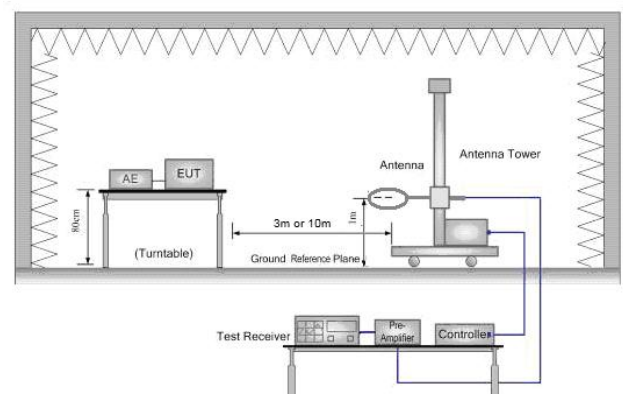 Antenna
Antenna Tower
AE
EUT
80cm
3m or 10m
1m
(Turntable)
Ground Reference Plane
Test Receiver
Pre-
Amplifier
Controller